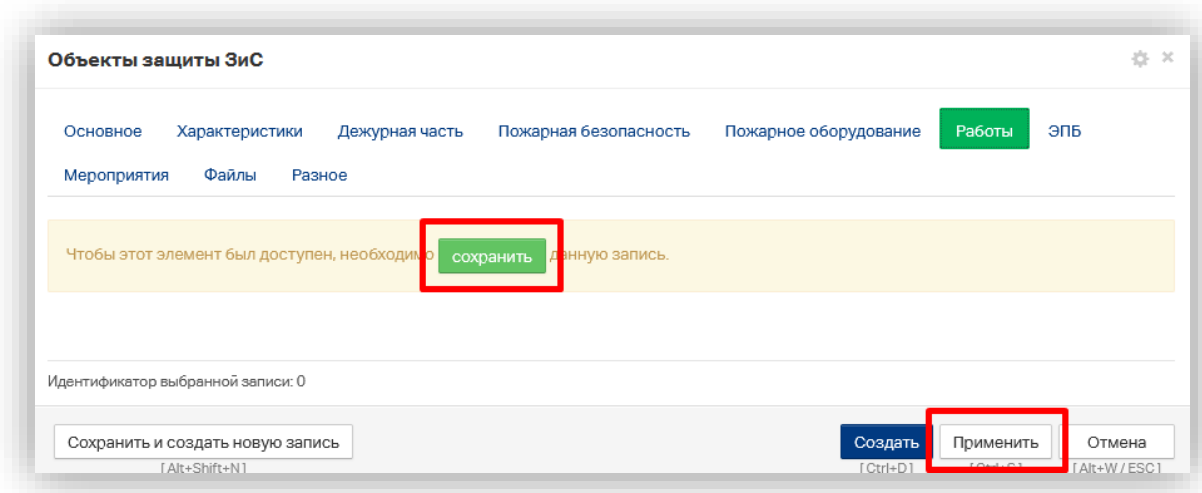 Объекты защиты ЗиС
Основное Характеристики Дежурная часть Пожарная безопасность Пожарное оборудование Работы ЭПБ
Мероприятия Файлы Разное
Чтобы этот элемент был доступен, необходимо сохранить данную запись.
Идентификатор выбранной записи: 0
Сохранить и создать новую запись Создать Применить Отмена
[Alt+Shift+N] [Ctrl+D] [Ctrl+S] [Alt+W / ESC]